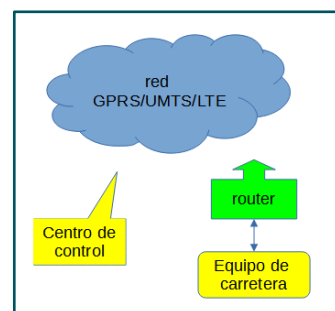 red
GPRS/UMTS/LTE
router
Centro de
control
Equipo de
carretera